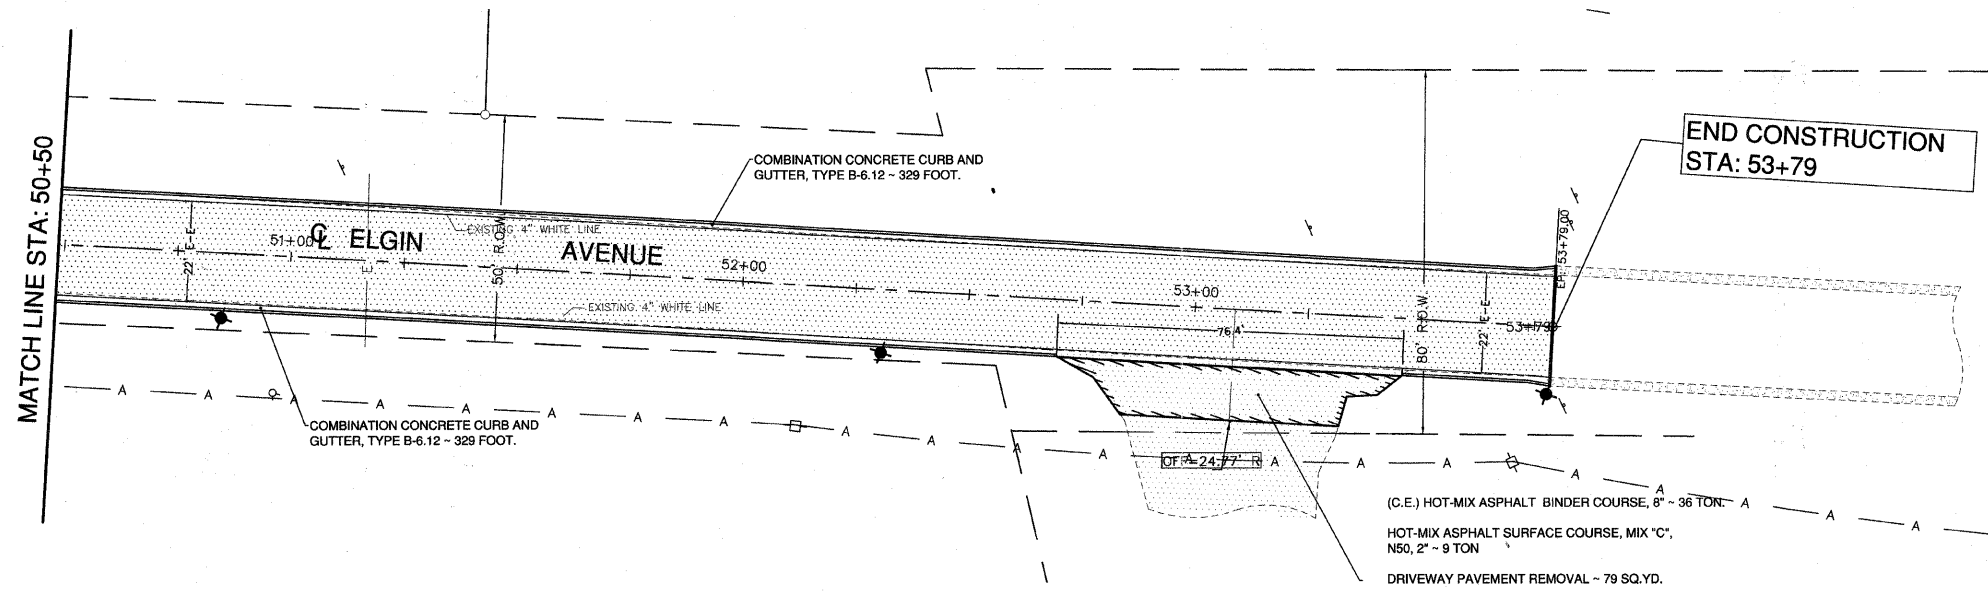 MATCH LINE STA: 50+50
COMBINATION CONCRETE CURB AND
GUTTER, TYPE B-6.12 ~ 329 FOOT.
END CONSTRUCTION
STA: 53+79
22' E-E
51+00
℄ ELGIN AVENUE
E
EXISTING 4" WHITE LINE
50' R.O.W.
52+00
EXISTING 4" WHITE LINE
53+00
76.4'
80' R.O.W.
22' E-E
EP: 53+79.00
A A A A A A A A A A A A A A A A A A A A
COMBINATION CONCRETE CURB AND
GUTTER, TYPE B-6.12 ~ 329 FOOT.
24.77' R
(C.E.) HOT-MIX ASPHALT BINDER COURSE, 8" ~ 36 TON.
HOT-MIX ASPHALT SURFACE COURSE, MIX "C",
N50, 2" ~ 9 TON
DRIVEWAY PAVEMENT REMOVAL ~ 79 SQ.YD.